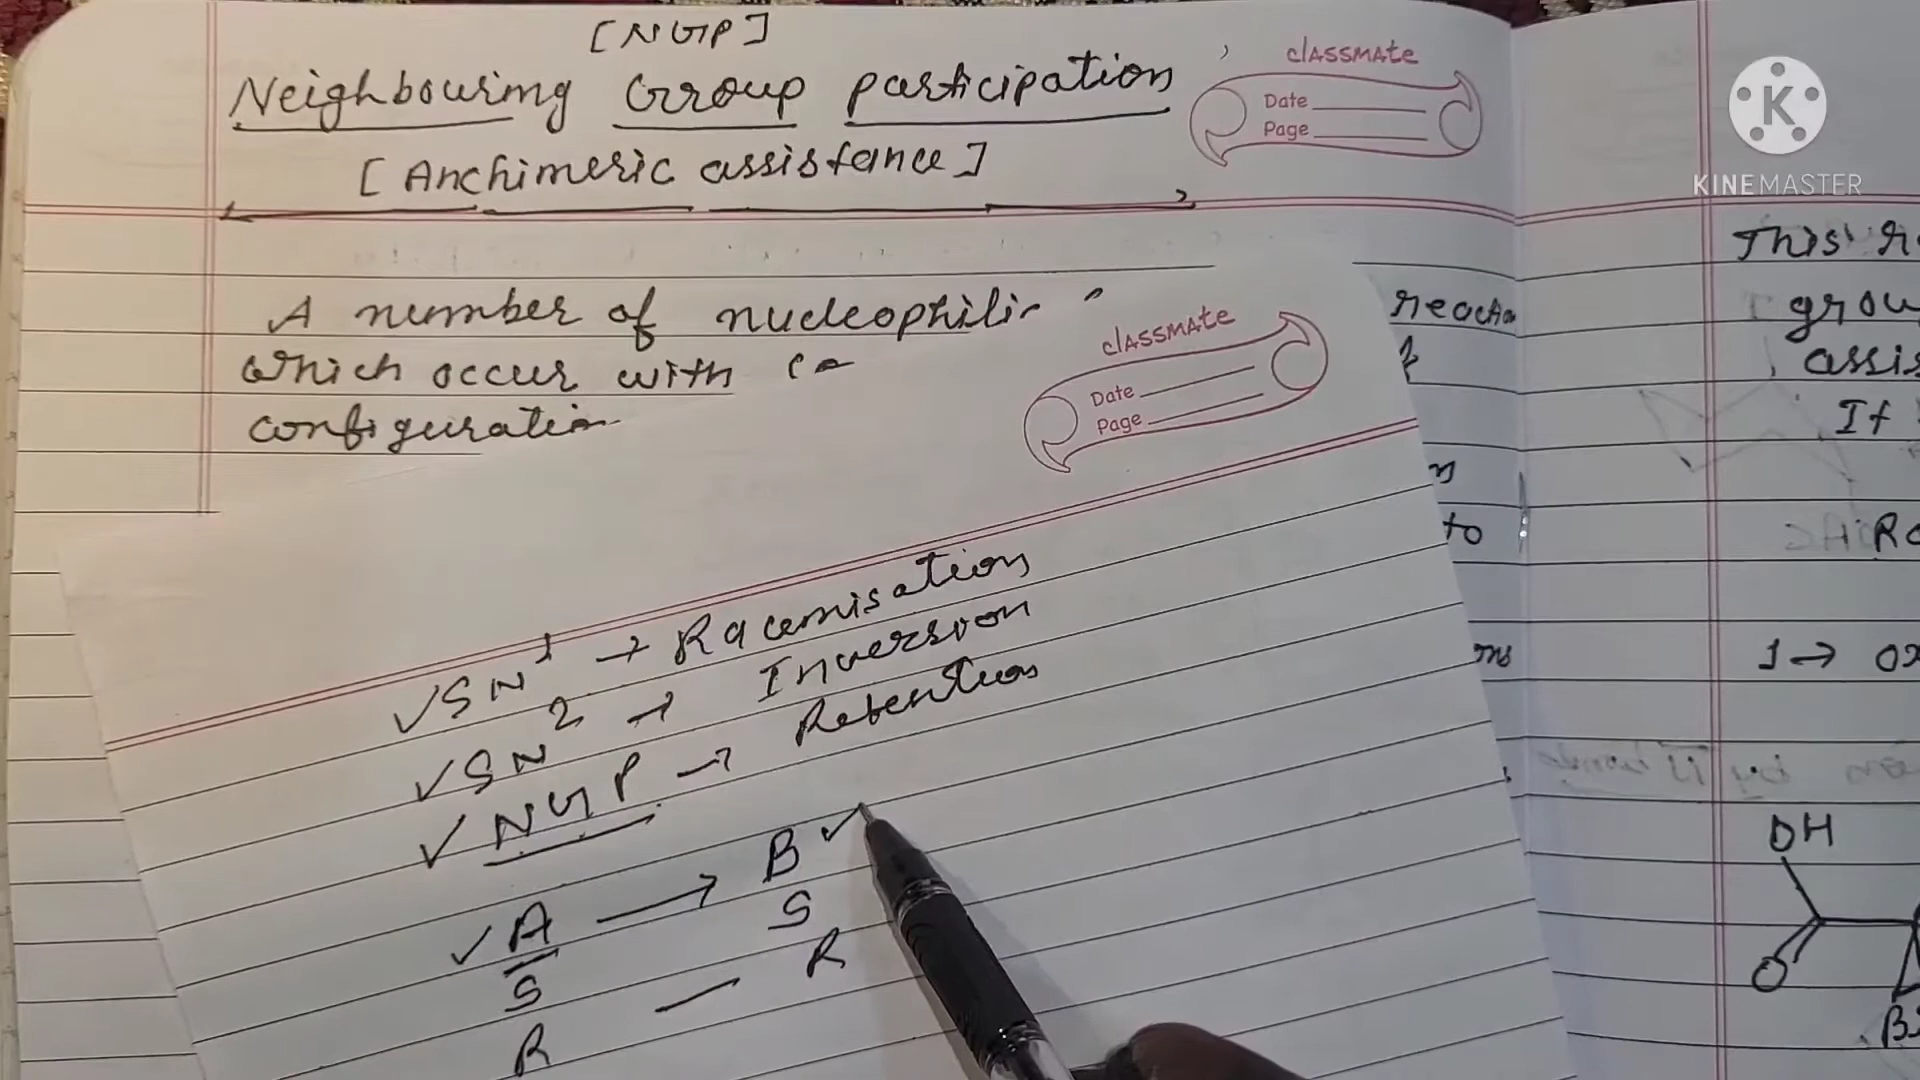 [NGP]
Neighbouring Group participation
[Anchimeric assistance]
classmate
Date
Page
KINEMASTER
A number of nucleophilic
reaction
which occur with
configuration
classmate
Date
Page
to
SN1 → Racemisation
SN2 → Inversion
NGP → Retention
A → B
S S
R — R
This
grou
assis
If
1 →
OH
O